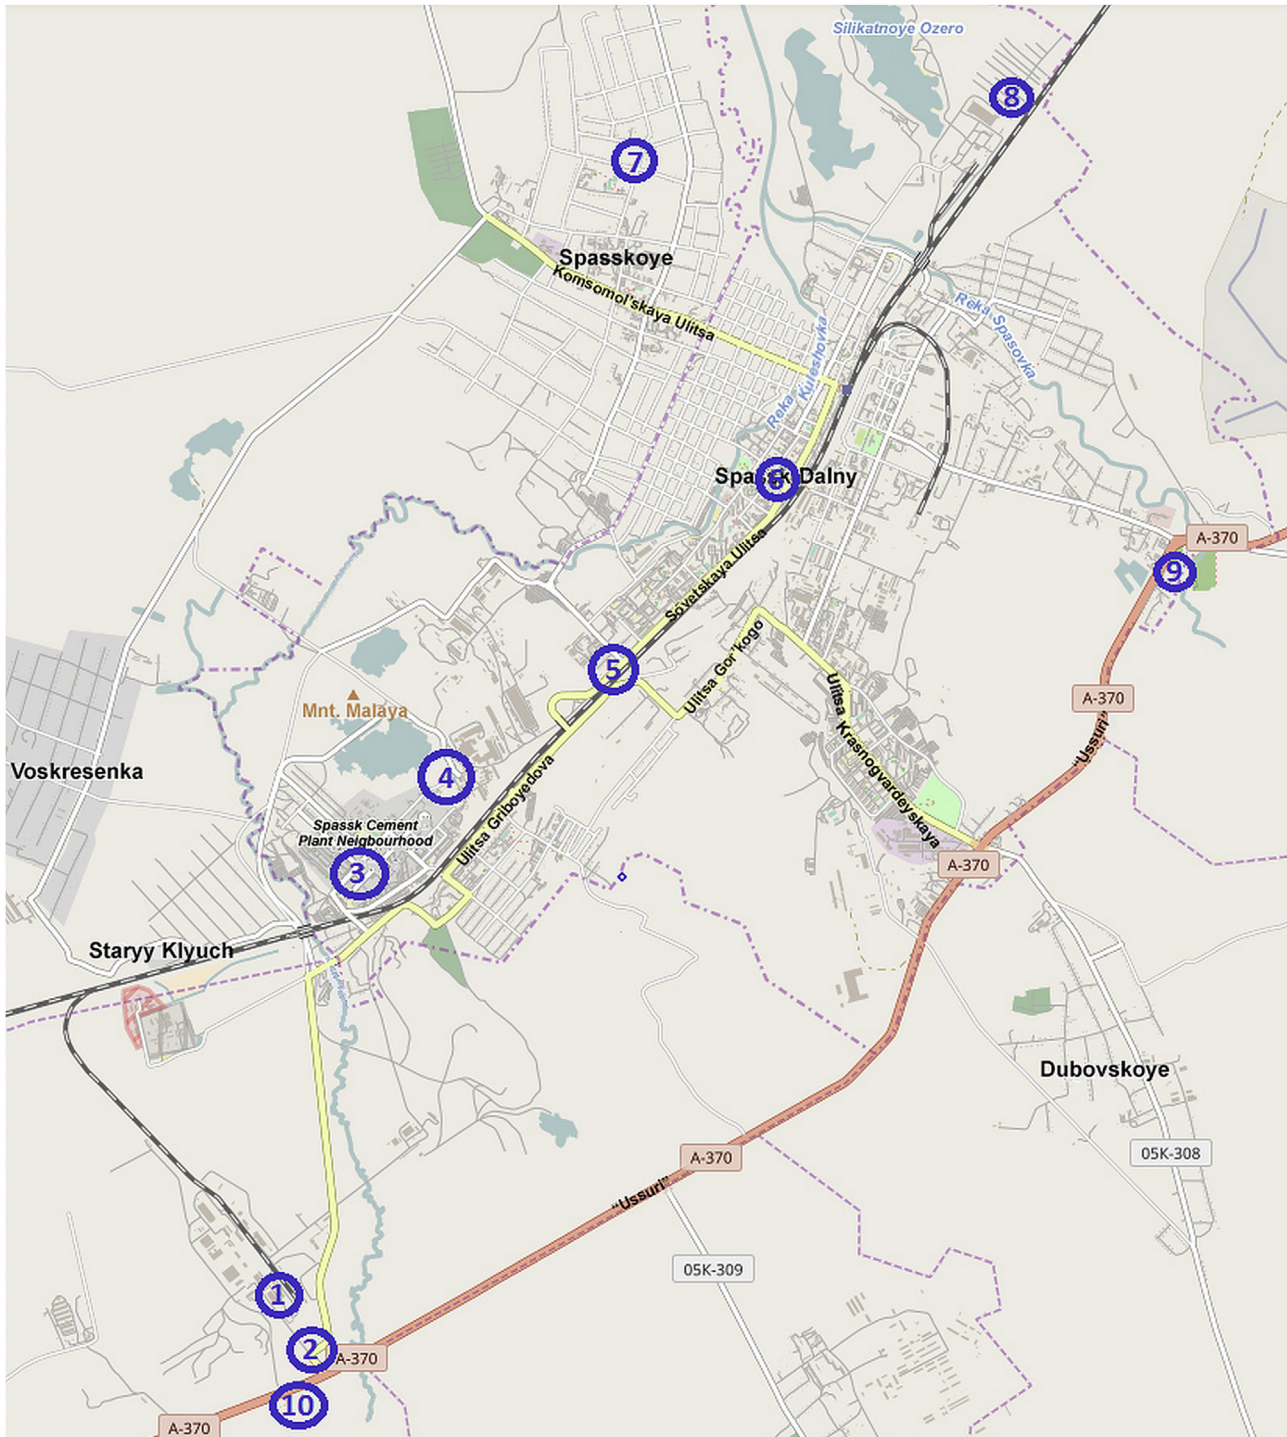 Silikatnoye Ozero
8
7
Spasskoye
Komsomol'skaya Ulitsa
Reka Spasovka
Reka Kuleshovka
Spassk-Dalny
6
A-370
9
Sovetskaya Ulitsa
5
Ulitsa Gor'kogo
Ulitsa Krasnogvardeyskaya
A-370
"Ussuri"
Mnt. Malaya
Voskresenka
4
Ulitsa Griboyedova
Spassk Cement
Plant Neigbourhood
3
A-370
Staryy Klyuch
Dubovskoye
A-370
05K-308
"Ussuri"
05K-309
1
2
A-370
10
A-370